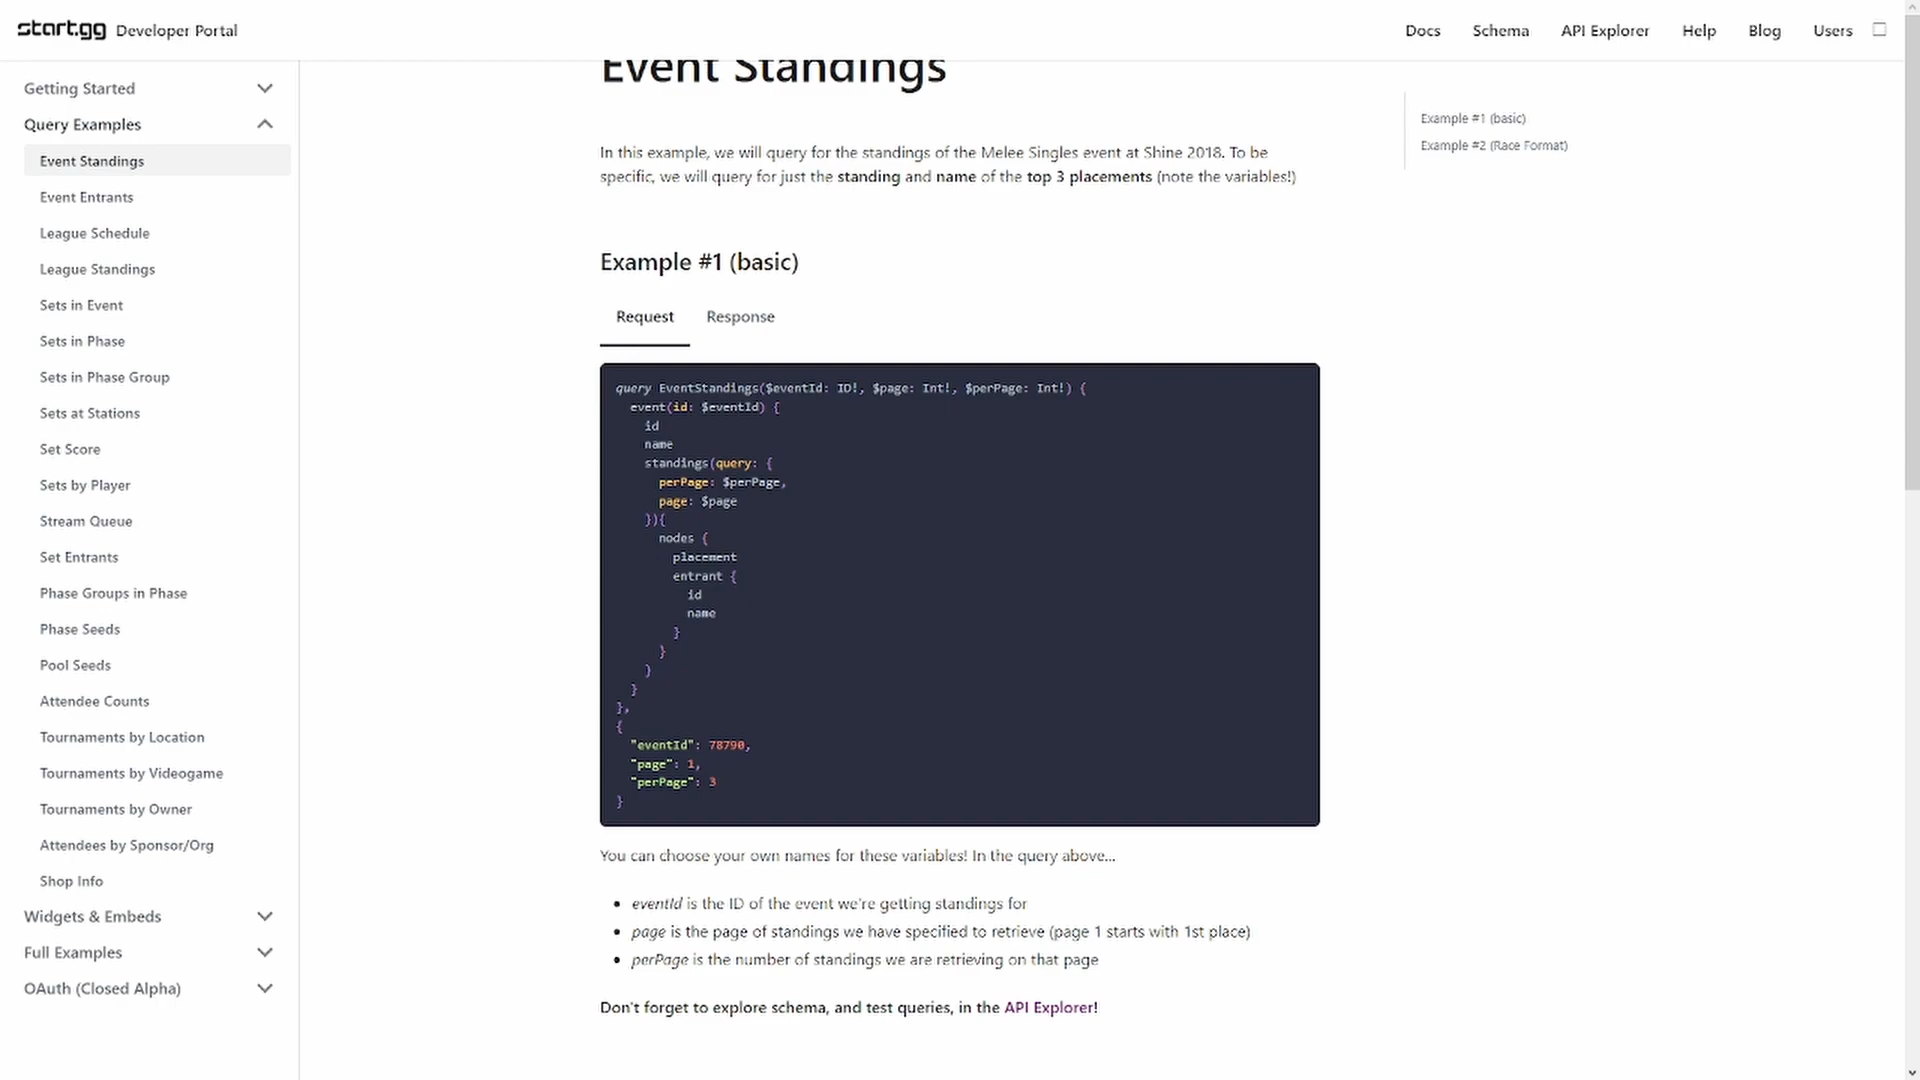 start.gg Developer Portal
Docs
Schema
API Explorer
Help
Blog
Users
Getting Started
Query Examples
Event Standings
Event Entrants
League Schedule
League Standings
Sets in Event
Sets in Phase
Sets in Phase Group
Sets at Stations
Set Score
Sets by Player
Stream Queue
Set Entrants
Phase Groups in Phase
Phase Seeds
Pool Seeds
Attendee Counts
Tournaments by Location
Tournaments by Videogame
Tournaments by Owner
Attendees by Sponsor/Org
Shop Info
Widgets & Embeds
Full Examples
OAuth (Closed Alpha)
Event Standings
In this example, we will query for the standings of the Melee Singles event at Shine 2018. To be
specific, we will query for just the standing and name of the top 3 placements (note the variables!)
Example #1 (basic)
Request
Response
query EventStandings($eventId: ID!, $page: Int!, $perPage: Int!) {
event(id: $eventId) {
id
name
standings(query: {
perPage: $perPage,
page: $page
}){
nodes {
placement
entrant {
id
name
}
}
}
}
},
{
"eventId": 78790,
"page": 1,
"perPage": 3
}
You can choose your own names for these variables! In the query above...
• eventId is the ID of the event we're getting standings for
• page is the page of standings we have specified to retrieve (page 1 starts with 1st place)
• perPage is the number of standings we are retrieving on that page
Don't forget to explore schema, and test queries, in the API Explorer!
Example #1 (basic)
Example #2 (Race Format)